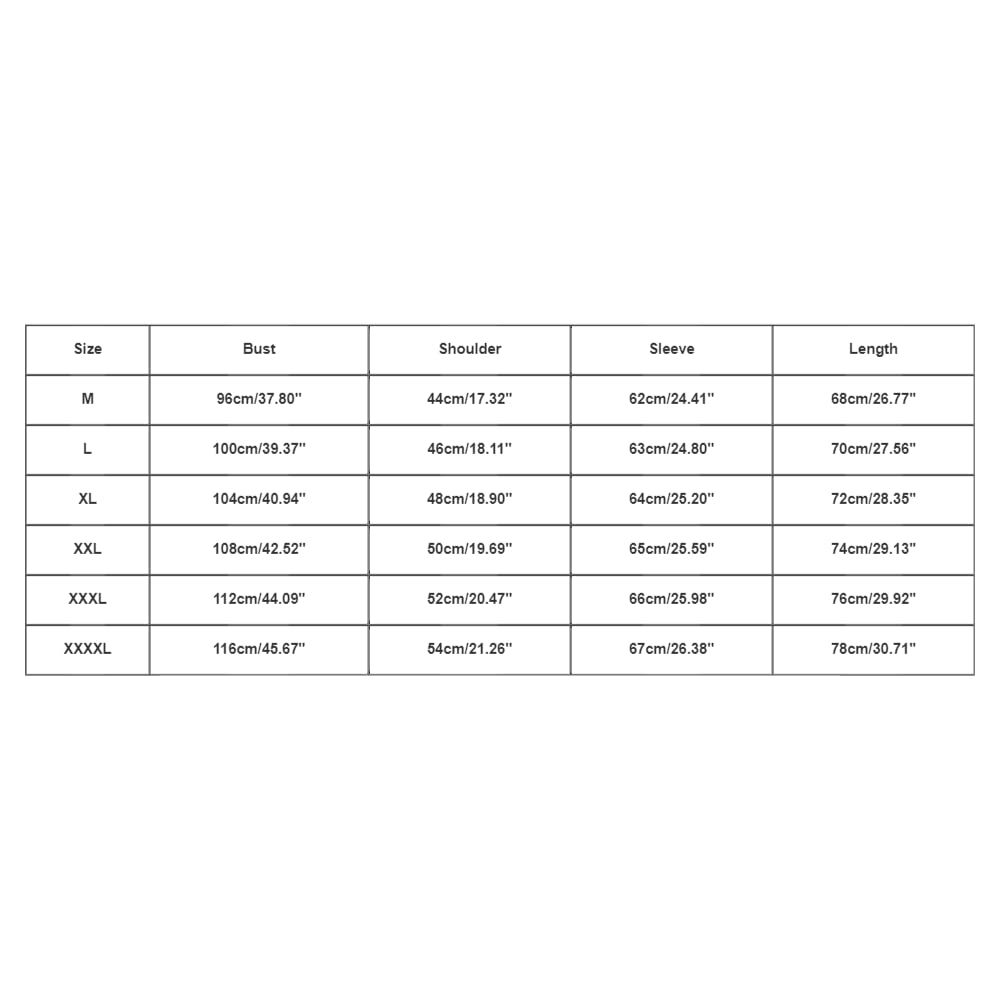 Size Bust Shoulder Sleeve Length
M 96cm/37.80" 44cm/17.32" 62cm/24.41" 68cm/26.77"
L 100cm/39.37" 46cm/18.11" 63cm/24.80" 70cm/27.56"
XL 104cm/40.94" 48cm/18.90" 64cm/25.20" 72cm/28.35"
XXL 108cm/42.52" 50cm/19.69" 65cm/25.59" 74cm/29.13"
XXXL 112cm/44.09" 52cm/20.47" 66cm/25.98" 76cm/29.92"
XXXXL 116cm/45.67" 54cm/21.26" 67cm/26.38" 78cm/30.71"